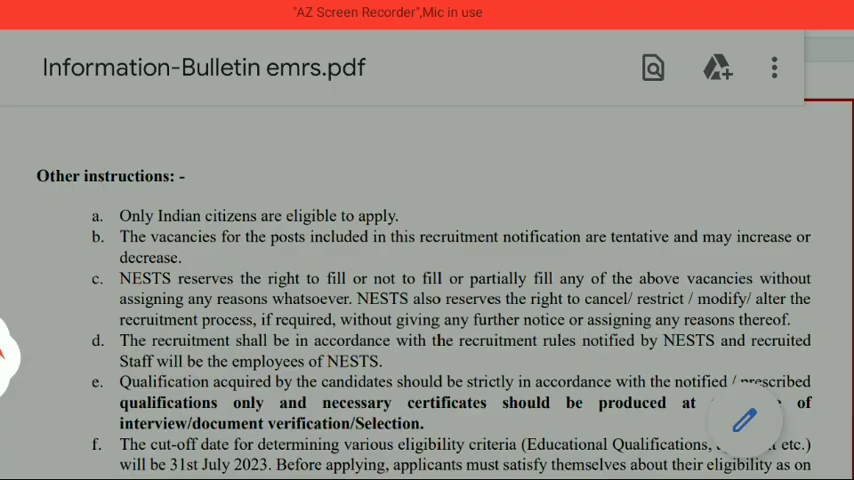 "AZ Screen Recorder",Mic in use
Information-Bulletin emrs.pdf
Other instructions: -
a. Only Indian citizens are eligible to apply.
b. The vacancies for the posts included in this recruitment notification are tentative and may increase or
decrease.
c. NESTS reserves the right to fill or not to fill or partially fill any of the above vacancies without
assigning any reasons whatsoever. NESTS also reserves the right to cancel/ restrict / modify/ alter the
recruitment process, if required, without giving any further notice or assigning any reasons thereof.
d. The recruitment shall be in accordance with the recruitment rules notified by NESTS and recruited
Staff will be the employees of NESTS.
e. Qualification acquired by the candidates should be strictly in accordance with the notified / prescribed
qualifications only and necessary certificates should be produced at of
interview/document verification/Selection.
f. The cut-off date for determining various eligibility criteria (Educational Qualifications, etc.)
will be 31st July 2023. Before applying, applicants must satisfy themselves about their eligibility as on